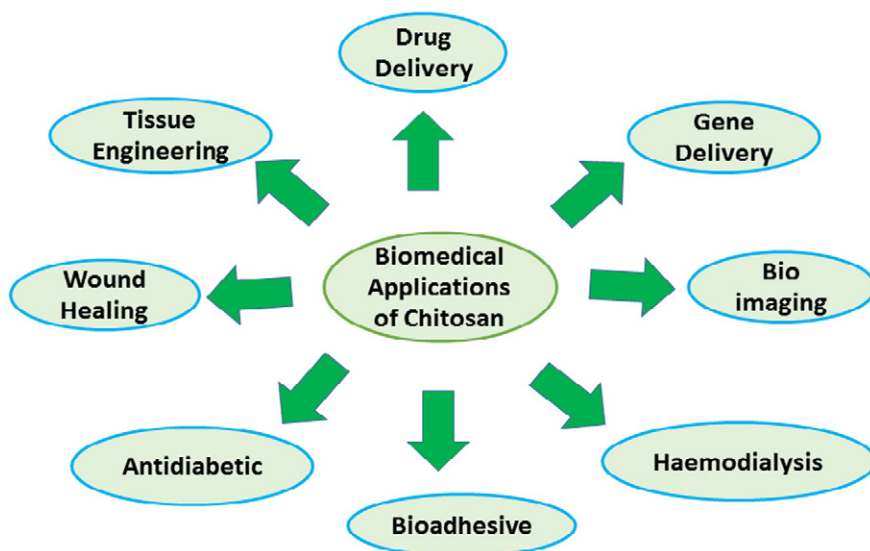 Drug
Delivery
Tissue
Engineering
Gene
Delivery
Biomedical
Applications
of Chitosan
Wound
Healing
Bio
imaging
Antidiabetic
Haemodialysis
Bioadhesive